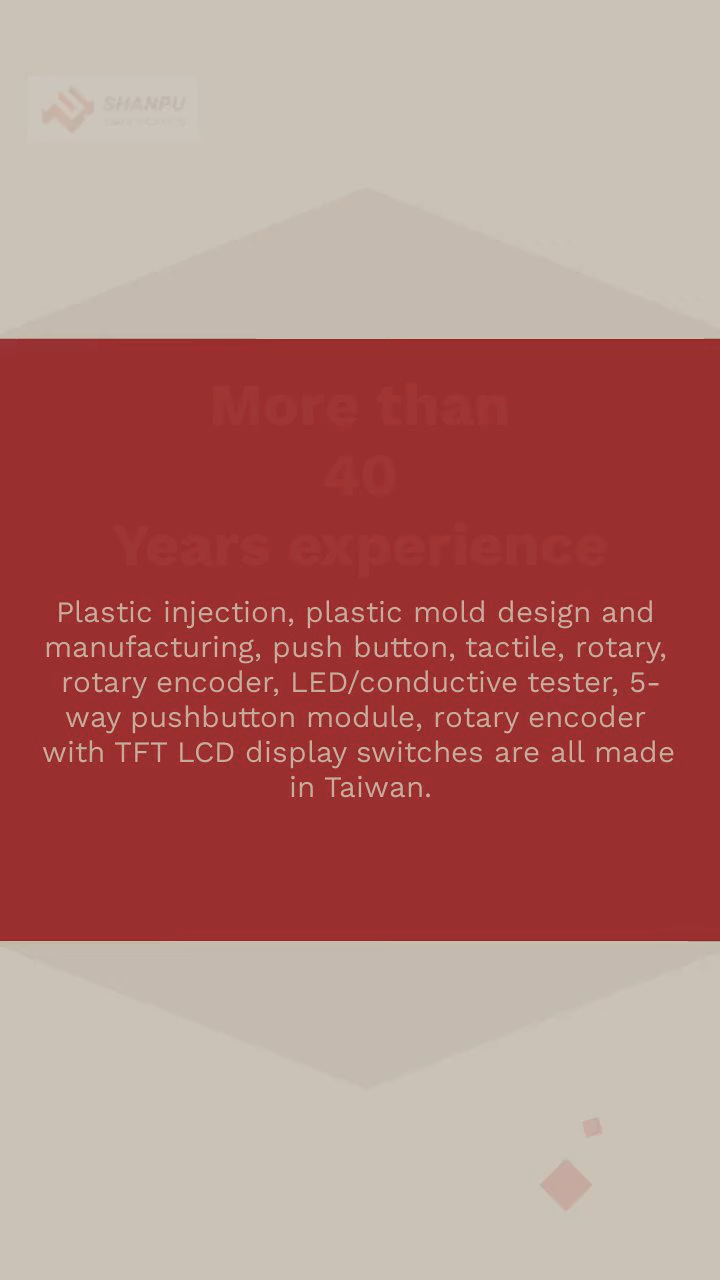 SHANPU
More than
40
Years experience
Plastic injection, plastic mold design and
manufacturing, push button, tactile, rotary,
rotary encoder, LED/conductive tester, 5-
way pushbutton module, rotary encoder
with TFT LCD display switches are all made
in Taiwan.